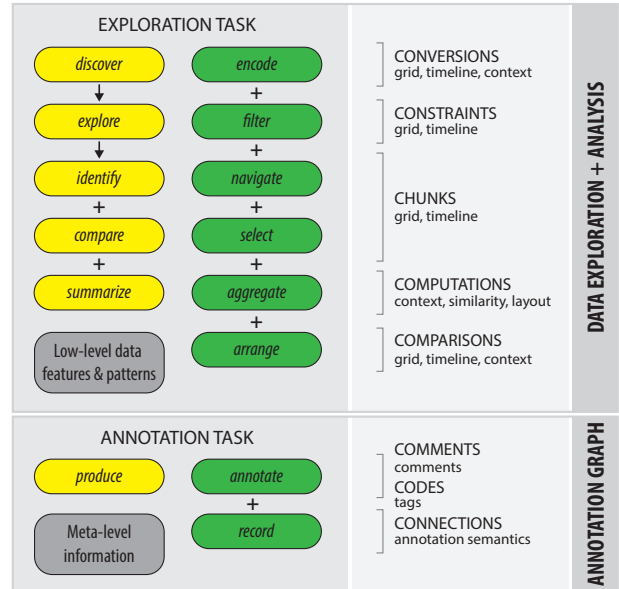 EXPLORATION TASK
discover
explore
identify
+
compare
+
summarize
Low-level data
features & patterns
encode
+
filter
+
navigate
+
select
+
aggregate
+
arrange
CONVERSIONS
grid, timeline, context
CONSTRAINTS
grid, timeline
CHUNKS
grid, timeline
COMPUTATIONS
context, similarity, layout
COMPARISONS
grid, timeline, context
DATA EXPLORATION + ANALYSIS
ANNOTATION TASK
produce
Meta-level
information
annotate
+
record
COMMENTS
comments
CODES
tags
CONNECTIONS
annotation semantics
ANNOTATION GRAPH